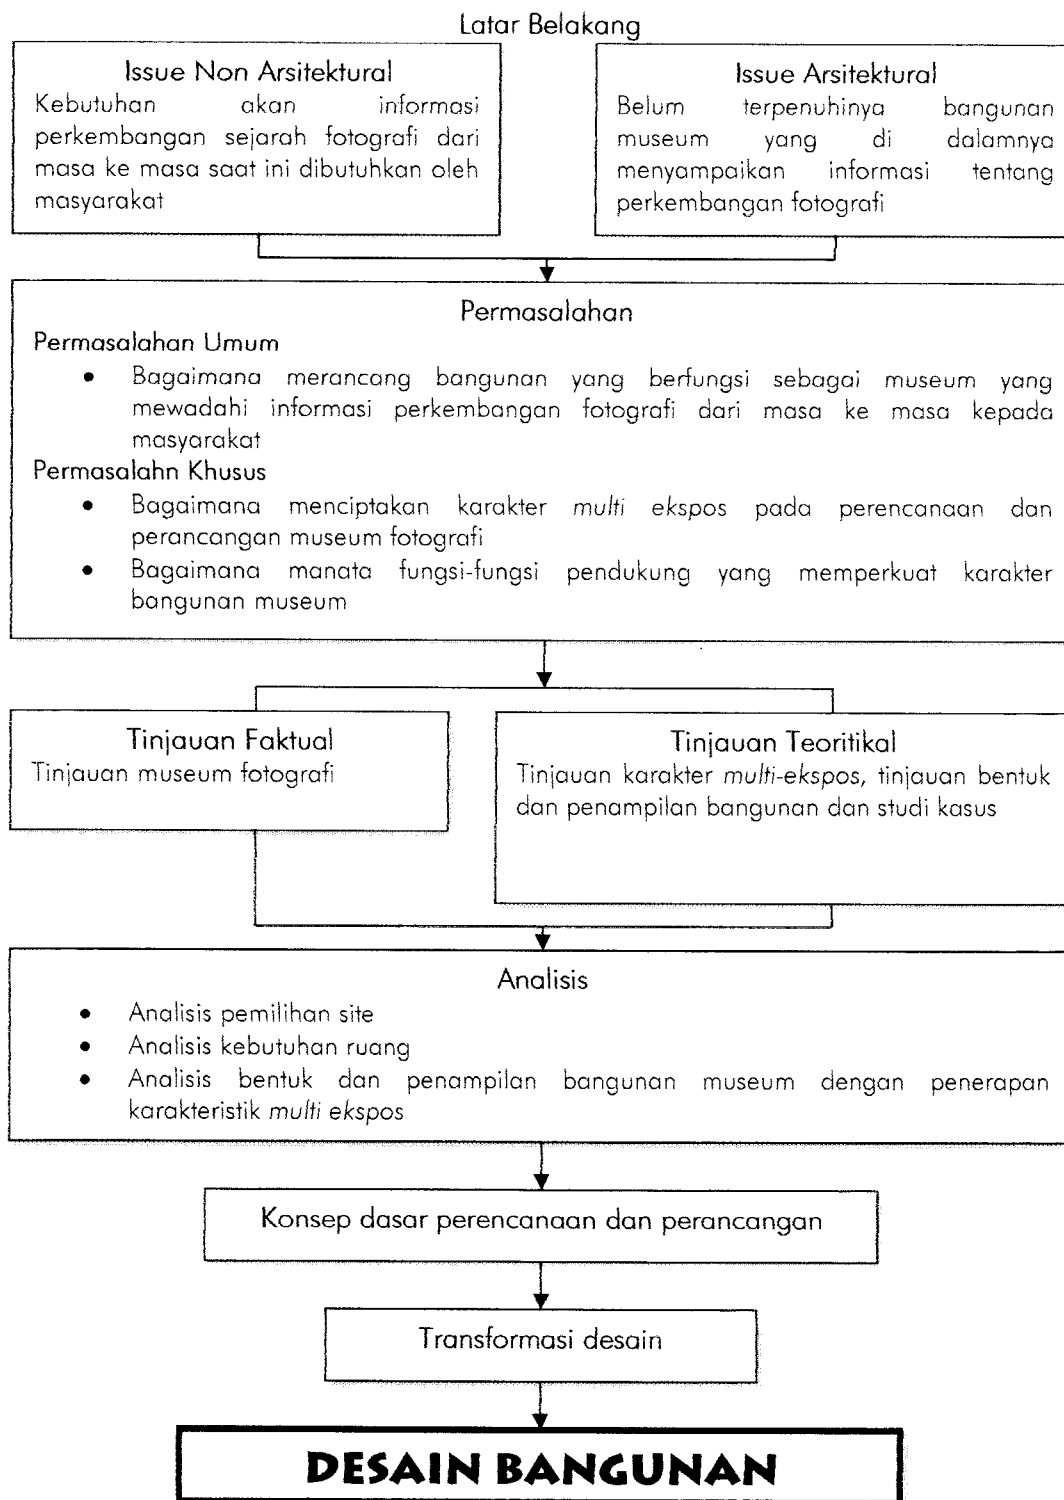 Latar Belakang
Issue Non Arsitektural
Kebutuhan akan informasi
perkembangan sejarah fotografi dari
masa ke masa saat ini dibutuhkan oleh
masyarakat
Issue Arsitektural
Belum terpenuhinya bangunan
museum yang di dalamnya
menyampaikan informasi tentang
perkembangan fotografi
Permasalahan
Permasalahan Umum
• Bagaimana merancang bangunan yang berfungsi sebagai museum yang
mewadahi informasi perkembangan fotografi dari masa ke masa kepada
masyarakat
Permasalahn Khusus
• Bagaimana menciptakan karakter multi ekspos pada perencanaan dan
perancangan museum fotografi
• Bagaimana manata fungsi-fungsi pendukung yang memperkuat karakter
bangunan museum
Tinjauan Faktual
Tinjauan museum fotografi
Tinjauan Teoritikal
Tinjauan karakter multi-ekspos, tinjauan bentuk
dan penampilan bangunan dan studi kasus
Analisis
• Analisis pemilihan site
• Analisis kebutuhan ruang
• Analisis bentuk dan penampilan bangunan museum dengan penerapan
karakteristik multi ekspos
Konsep dasar perencanaan dan perancangan
Transformasi desain
DESAIN BANGUNAN